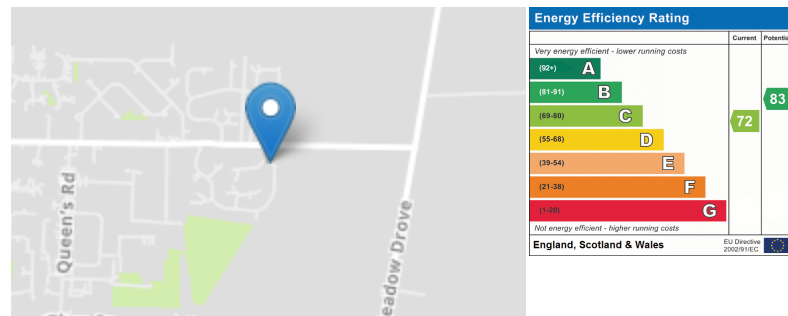 Queen's Rd
eadow Drove
Energy Efficiency Rating
Current Potentia
Very energy efficient - lower running costs
(92+) A
(81-91) B
83
(69-80) C
72
(55-68) D
(39-54) E
(21-38) F
(1-20) G
Not energy efficient - higher running costs
England, Scotland & Wales
EU Directive
2002/91/EC